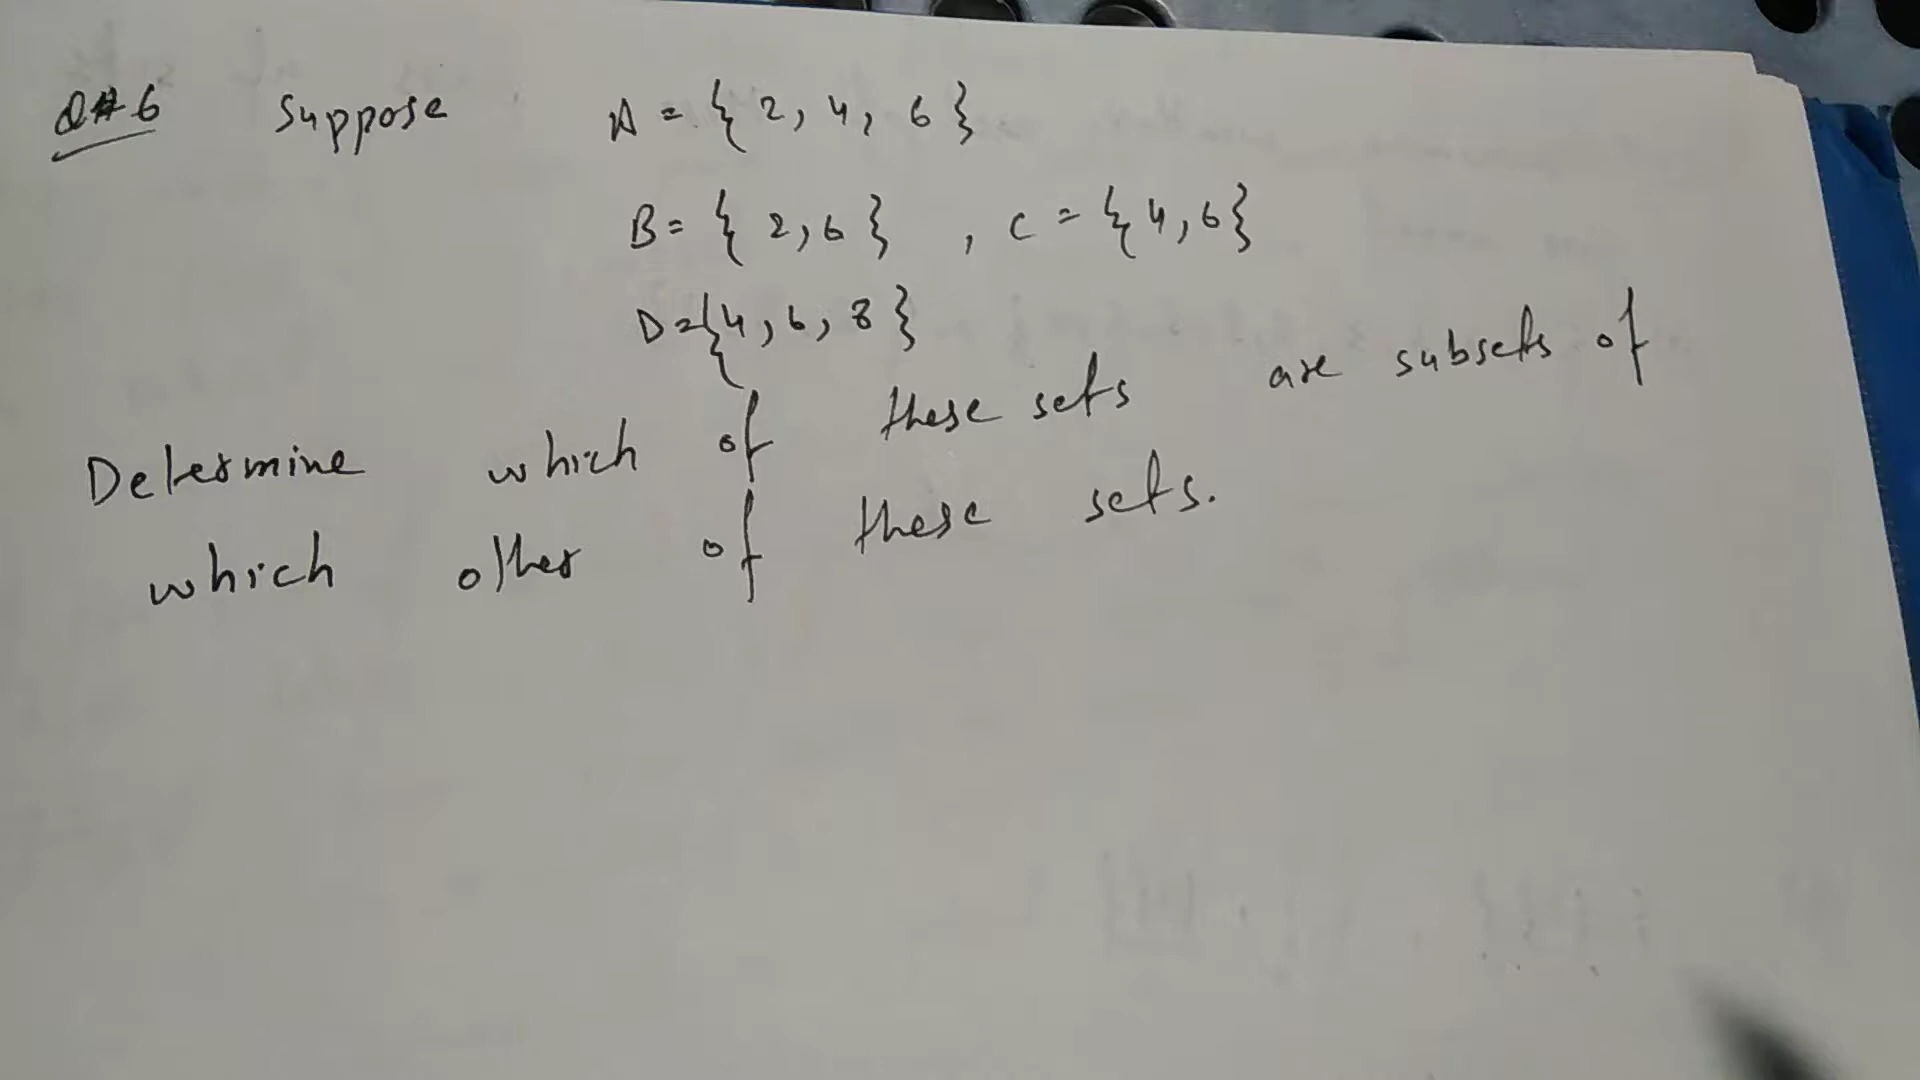 Q#6 Suppose A = { 2, 4, 6 }
B = { 2, 6 } , C = { 4, 6 }
D = { 4, 6, 8 }
Determine which of these sets are subsets of
which other of these sets.